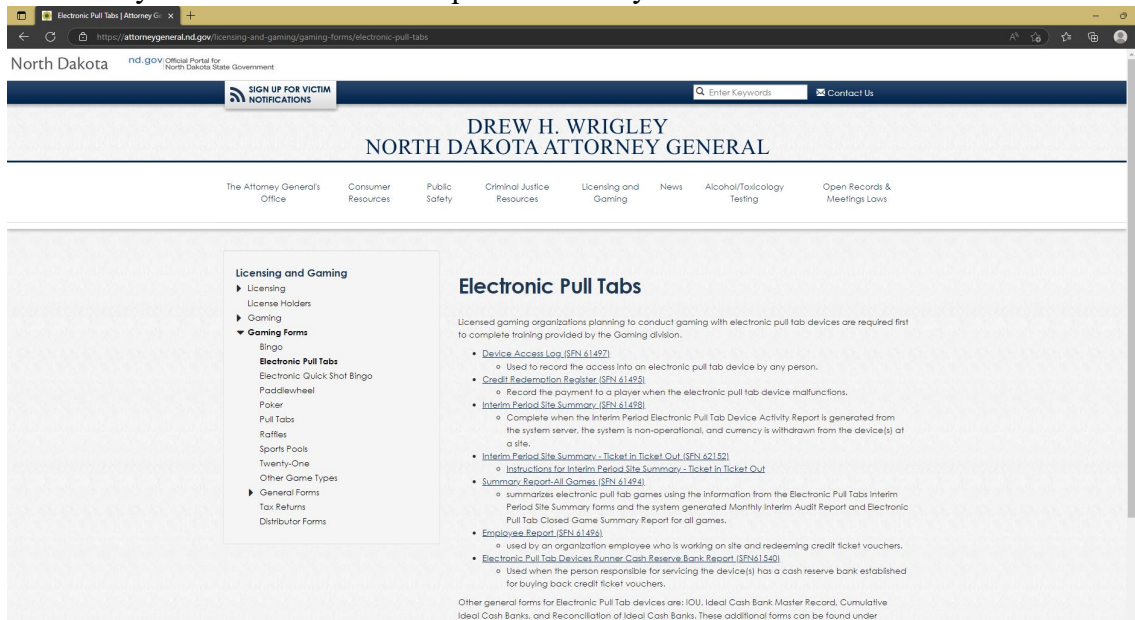 Electronic Pull Tabs | Attorney Ge
https://attorneygeneral.nd.gov/licensing-and-gaming/gaming-forms/electronic-pull-tabs
North Dakota nd.gov Official Portal for
North Dakota State Government
SIGN UP FOR VICTIM
NOTIFICATIONS
Enter Keywords
Contact Us
DREW H. WRIGLEY
NORTH DAKOTA ATTORNEY GENERAL
The Attorney General's Office
Consumer Resources
Public Safety
Criminal Justice Resources
Licensing and Gaming
News
Alcohol/Toxicology Testing
Open Records & Meetings Laws
Licensing and Gaming
Licensing
License Holders
Gaming
Gaming Forms
Bingo
Electronic Pull Tabs
Electronic Quick Shot Bingo
Paddlewheel
Poker
Pull Tabs
Raffles
Sports Pools
Twenty-One
Other Game Types
General Forms
Tax Returns
Distributor Forms
Electronic Pull Tabs
Licensed gaming organizations planning to conduct gaming with electronic pull tab devices are required first
to complete training provided by the Gaming division.
Device Access Log (SFN 61497)
Used to record the access into an electronic pull tab device by any person.
Credit Redemption Register (SFN 61495)
Record the payment to a player when the electronic pull tab device malfunctions.
Interim Period Site Summary (SFN 61498)
Complete when the Interim Period Electronic Pull Tab Device Activity Report is generated from
the system server, the system is non-operational, and currency is withdrawn from the device(s) at
a site.
Interim Period Site Summary - Ticket in Ticket Out (SFN 62152)
Instructions for Interim Period Site Summary - Ticket in Ticket Out
Summary Report-All Games (SFN 61494)
summarizes electronic pull tab games using the information from the Electronic Pull Tabs Interim
Period Site Summary forms and the system generated Monthly Interim Audit Report and Electronic
Pull Tab Closed Game Summary Report for all games.
Employee Report (SFN 61496)
used by an organization employee who is working on site and redeeming credit ticket vouchers.
Electronic Pull Tab Devices Runner Cash Reserve Bank Report (SFN61540)
Used when the person responsible for servicing the device(s) has a cash reserve bank established
for buying back credit ticket vouchers.
Other general forms for Electronic Pull Tab devices are: IOU, Ideal Cash Bank Master Record, Cumulative
Ideal Cash Banks, and Reconciliation of Ideal Cash Banks. These additional forms can be found under